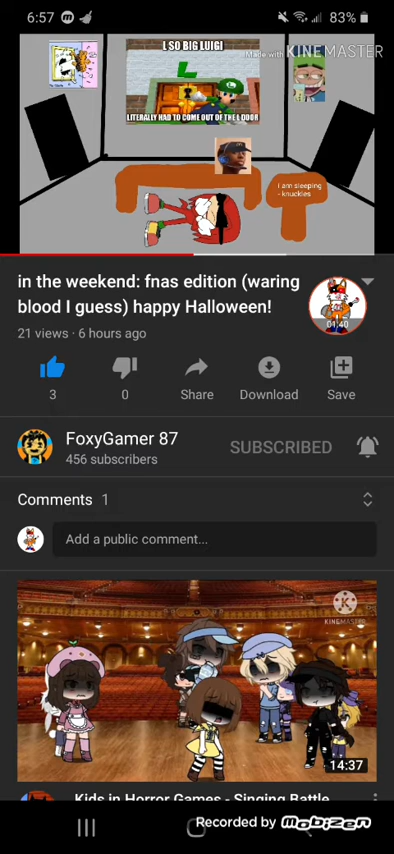 6:57
83%
L SO BIG LUIGI
Made with KINEMASTER
L
LITERALLY HAD TO COME OUT OF THE L DOOR
I am sleeping
- knuckles
in the weekend: fnas edition (waring
blood I guess) happy Halloween!
01:40
21 views · 6 hours ago
3
0
Share
Download
Save
FoxyGamer 87
456 subscribers
SUBSCRIBED
Comments 1
Add a public comment...
K
KINEMASTER
14:37
Kids in Horror Games - Singing Battle
Recorded by mobizen